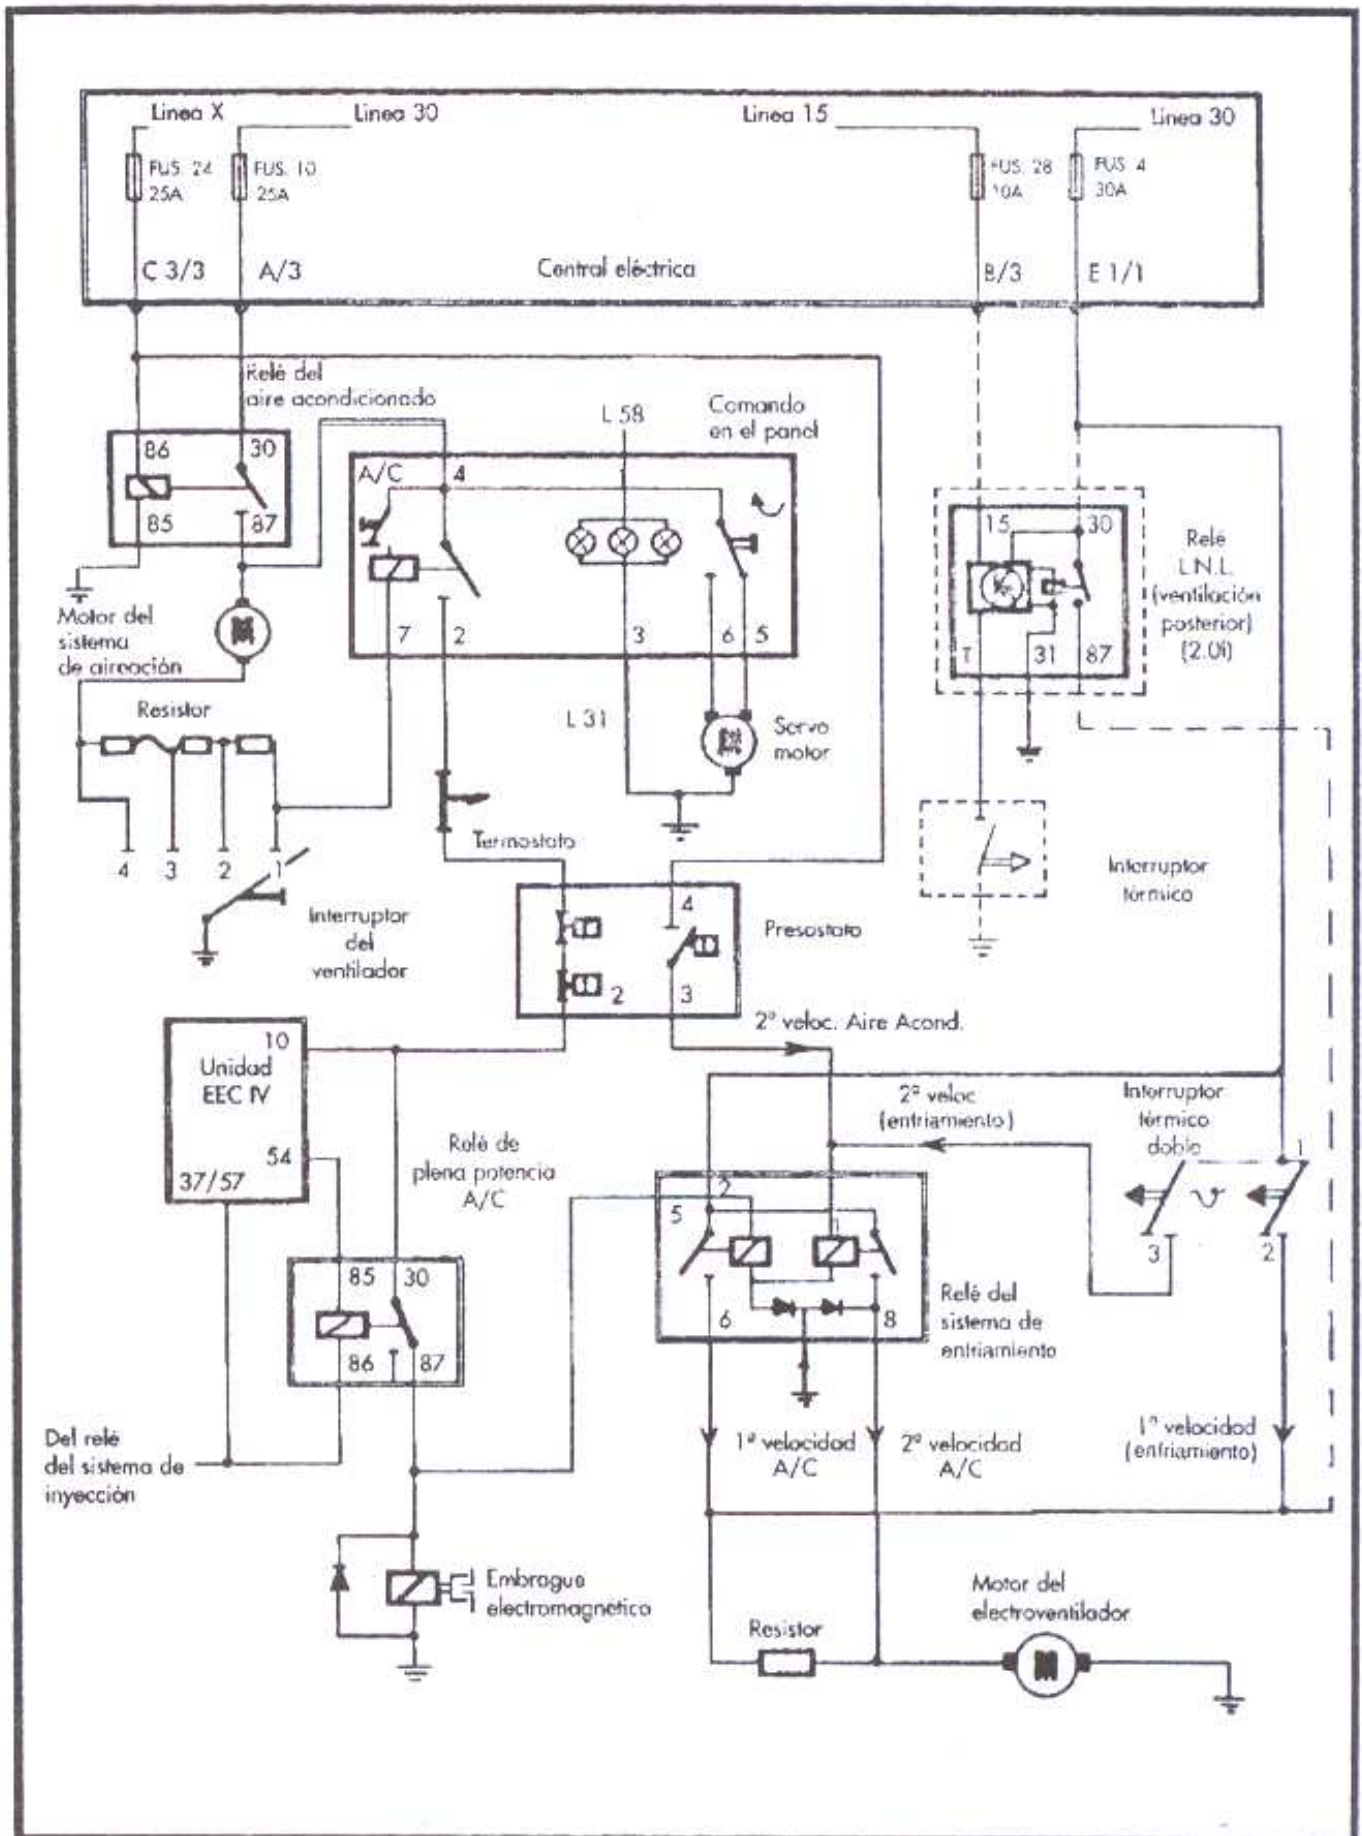 Linea X
Linea 30
Linea 15
Linea 30
FUS. 24
25A
FUS. 10
25A
FUS. 28
10A
FUS. 4
30A
C 3/3
A/3
Central eléctrica
B/3
E 1/1
Relé del
aire acondicionado
86
30
85
87
L 58
Comando
en el panel
A/C
4
7
2
3
6
5
15
30
T
31
87
Relé
L.N.L.
(ventilación
posterior)
(2.0i)
Motor del
sistema
de aireación
Resistor
L 31
Servo
motor
4
3
2
1
Termostato
Interruptor
del
ventilador
4
2
3
Presostato
Interruptor
térmico
2ª veloc. Aire Acond.
10
Unidad
EEC IV
54
37/57
Relé de
plena potencia
A/C
2ª veloc
(enfriamiento)
Interruptor
térmico
doble
1
3
2
2
5
6
8
Relé del
sistema de
enfriamiento
85
30
86
87
Del relé
del sistema de
inyección
1ª velocidad
A/C
2ª velocidad
A/C
1ª velocidad
(enfriamiento)
Embrague
electromagnético
Resistor
Motor del
electroventilador